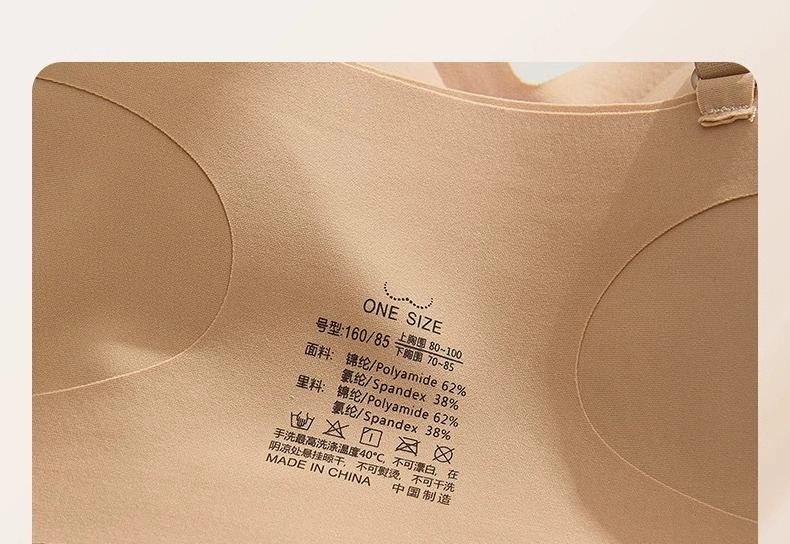 ONE SIZE
号型:160/85 上胸围 80~100
下胸围 70~85
面料: 锦纶/Polyamide 62%
氨纶/Spandex 38%
里料: 锦纶/Polyamide 62%
氨纶/Spandex 38%
手洗最高洗涤温度40°C, 不可漂白, 在
阴凉处悬挂晾干, 不可熨烫, 不可干洗
MADE IN CHINA 中国制造